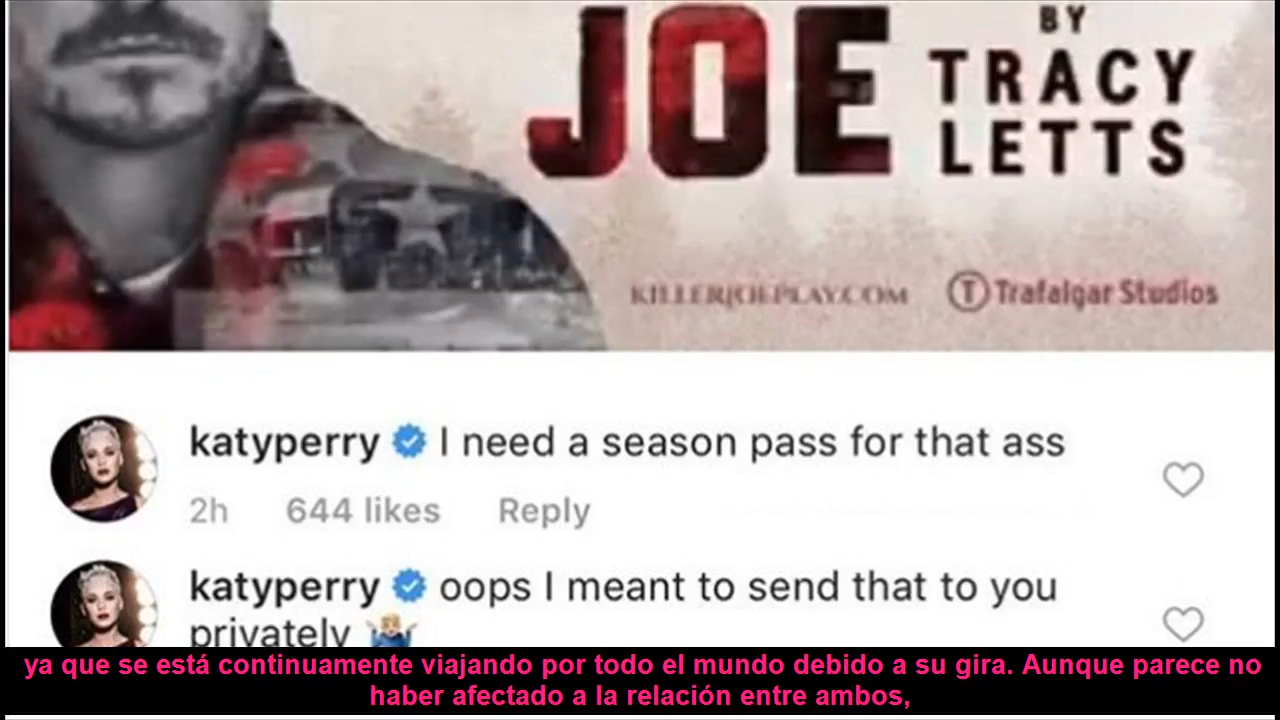 JOE
BY
TRACY
LETTS
KILLERJOEPLAY.COM
Trafalgar Studios
katyperry I need a season pass for that ass
2h 644 likes Reply
katyperry oops I meant to send that to you
privately 🤷🏼‍♂️
ya que se está continuamente viajando por todo el mundo debido a su gira. Aunque parece no
haber afectado a la relación entre ambos,